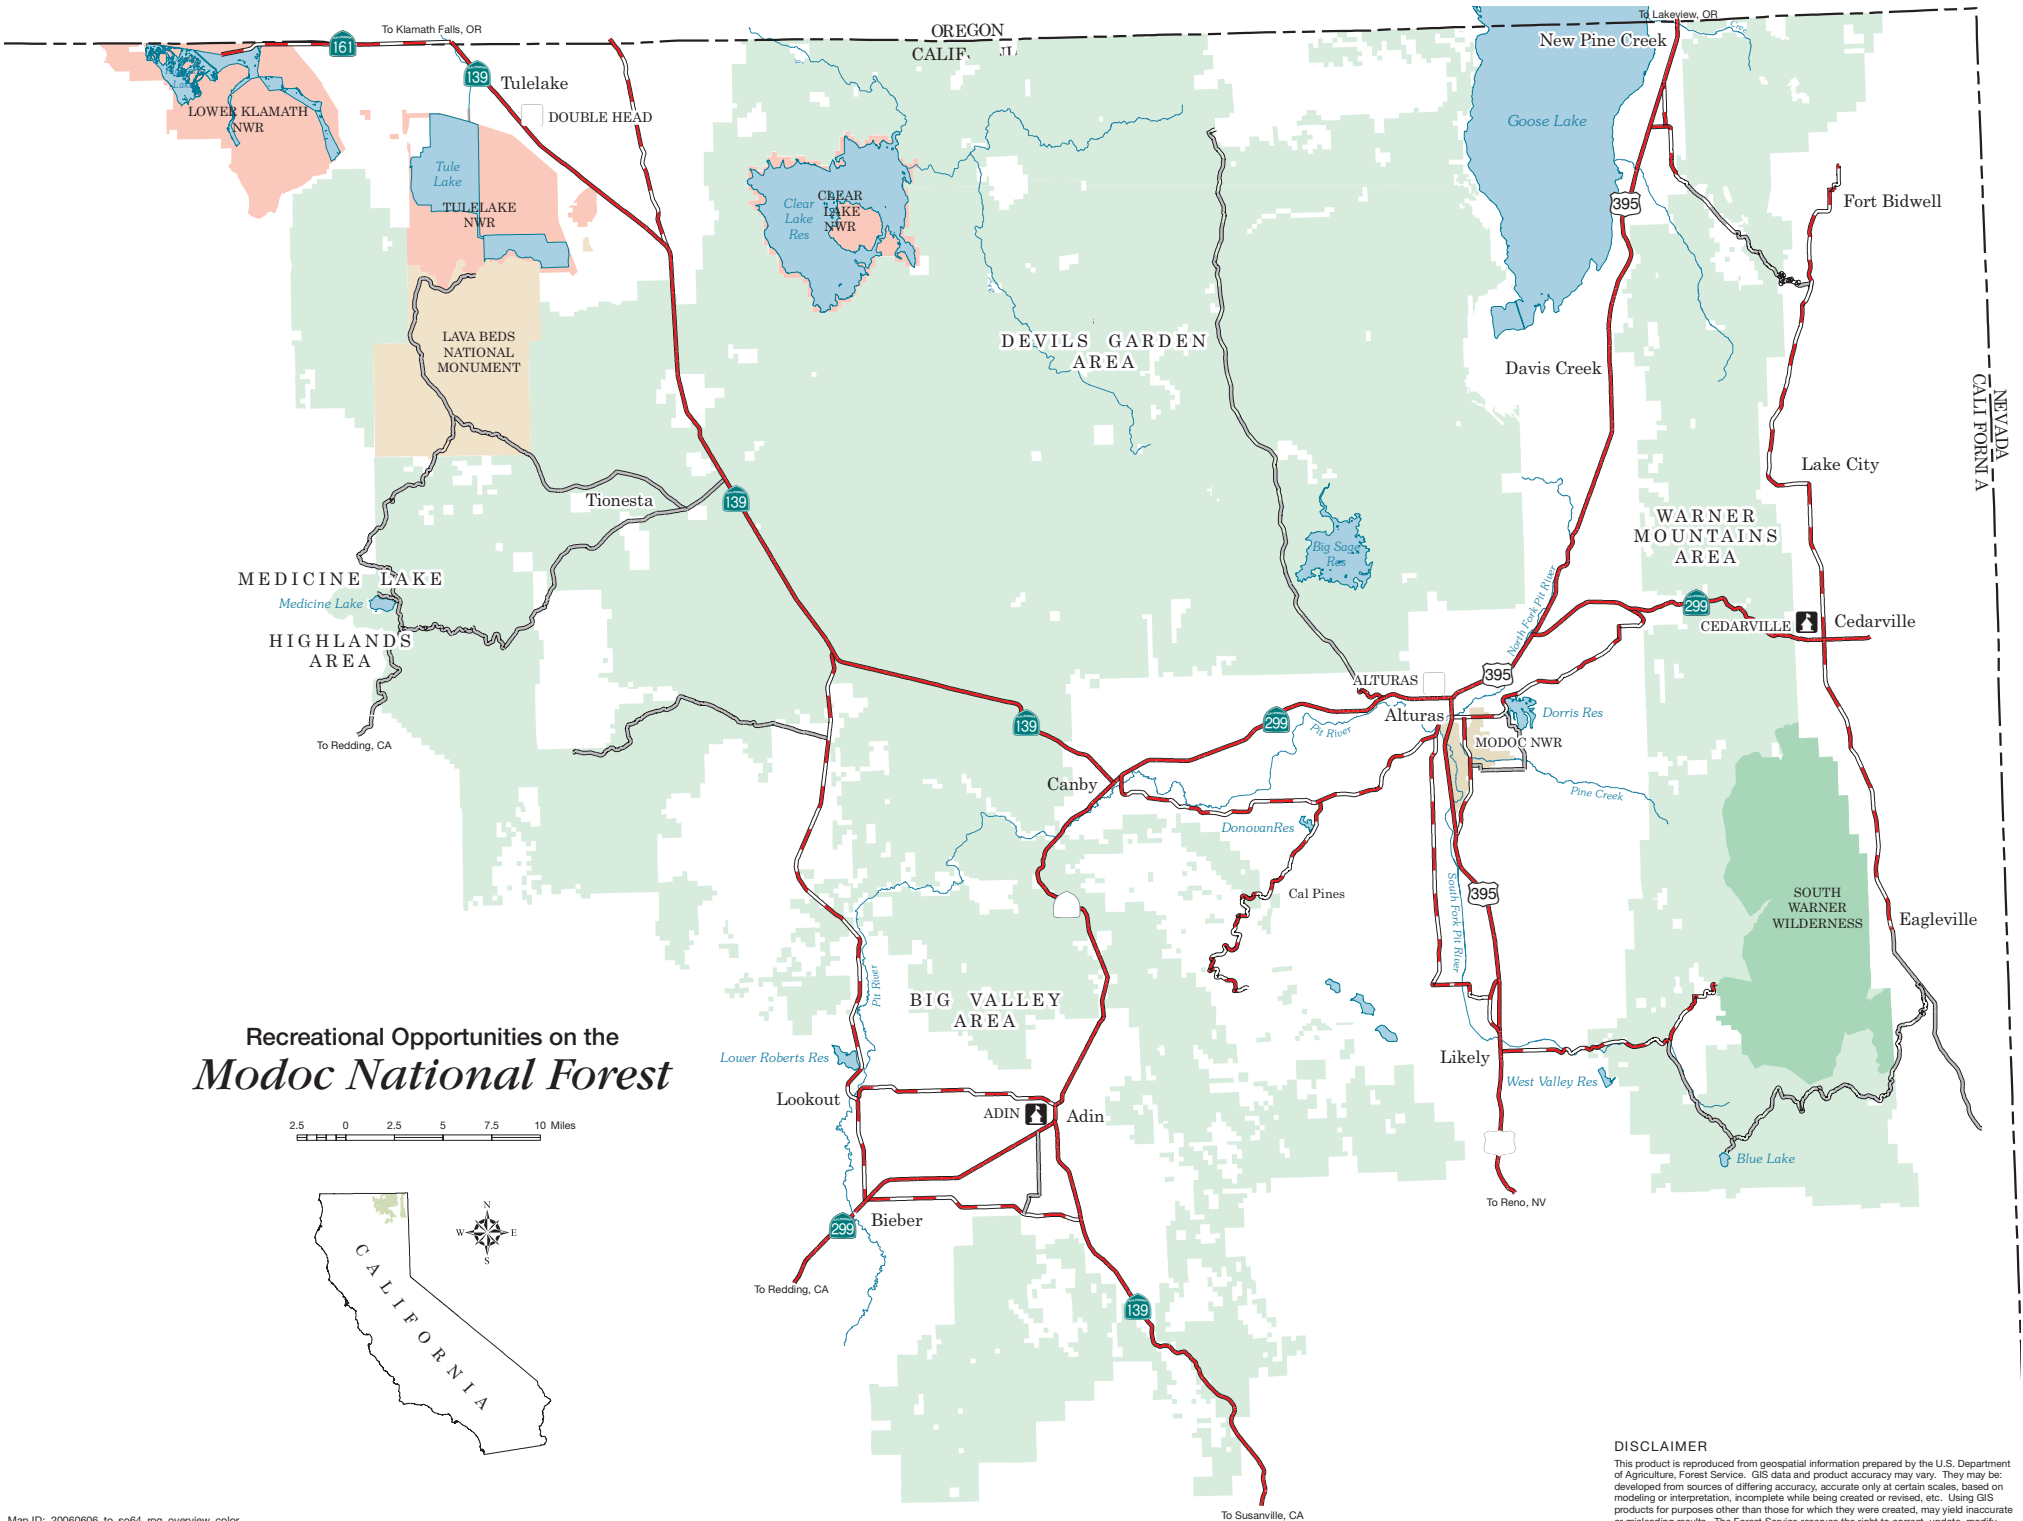 To Klamath Falls, OR
OREGON
CALIF
To Lakeview, OR
New Pine Creek
161
139
Tulelake
DOUBLE HEAD
LOWER KLAMATH
NWR
Goose Lake
Tule
Lake
TULELAKE
NWR
Clear
Lake
Res
CLEAR
LAKE
NWR
395
Fort Bidwell
LAVA BEDS
NATIONAL
MONUMENT
DEVILS GARDEN
AREA
Davis Creek
NEVADA
CALIFORNIA
Lake City
Tionesta
139
WARNER
MOUNTAINS
AREA
Big Sage
Res
MEDICINE LAKE
Medicine Lake
HIGHLANDS
AREA
North Fork Pit River
299
CEDARVILLE
Cedarville
395
ALTURAS
Alturas
Dorris Res
MODOC NWR
To Redding, CA
139
299
Pit River
Canby
Pine Creek
DonovanRes
Cal Pines
395
South Fork Pit River
SOUTH
WARNER
WILDERNESS
Eagleville
Pit River
BIG VALLEY
AREA
Recreational Opportunities on the
Modoc National Forest
2.5 0 2.5 5 7.5 10 Miles
Lower Roberts Res
Lookout
ADIN
Adin
Likely
West Valley Res
Blue Lake
To Reno, NV
Bieber
299
To Redding, CA
N
W E
S
CALIFORNIA
139
To Susanville, CA
DISCLAIMER
This product is reproduced from geospatial information prepared by the U.S. Department
of Agriculture, Forest Service. GIS data and product accuracy may vary. They may be:
developed from sources of differing accuracy, accurate only at certain scales, based on
modeling or interpretation, incomplete while being created or revised, etc. Using GIS
products for purposes other than those for which they were created, may yield inaccurate